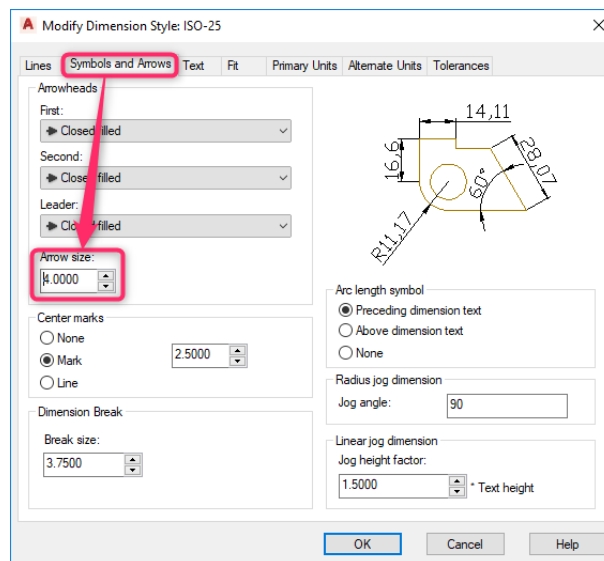 Modify Dimension Style: ISO-25
Lines Symbols and Arrows Text Fit Primary Units Alternate Units Tolerances
Arrowheads
First:
Closed filled
Second:
Closed filled
Leader:
Closed filled
Arrow size:
4.0000
Center marks
None
Mark
2.5000
Line
Dimension Break
Break size:
3.7500
14,11
16,6
28,07
60°
R11,17
Arc length symbol
Preceding dimension text
Above dimension text
None
Radius jog dimension
Jog angle: 90
Linear jog dimension
Jog height factor:
1.5000 * Text height
OK Cancel Help